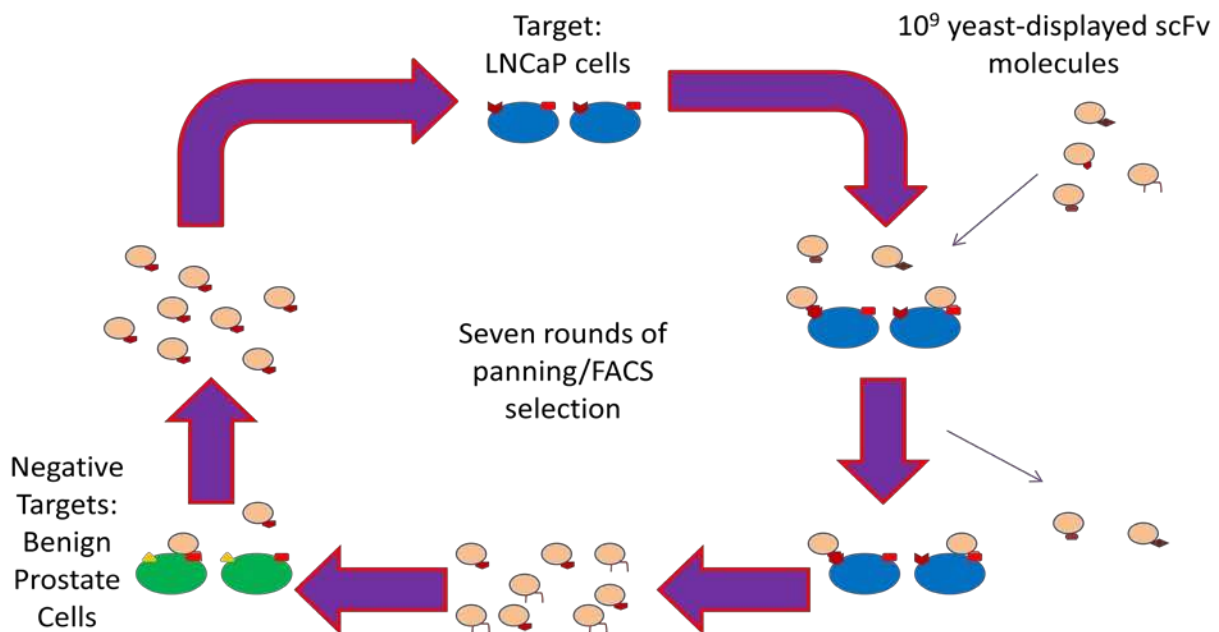 Target:
LNCaP cells
10⁹ yeast-displayed scFv
molecules
Seven rounds of
panning/FACS
selection
Negative
Targets:
Benign
Prostate
Cells